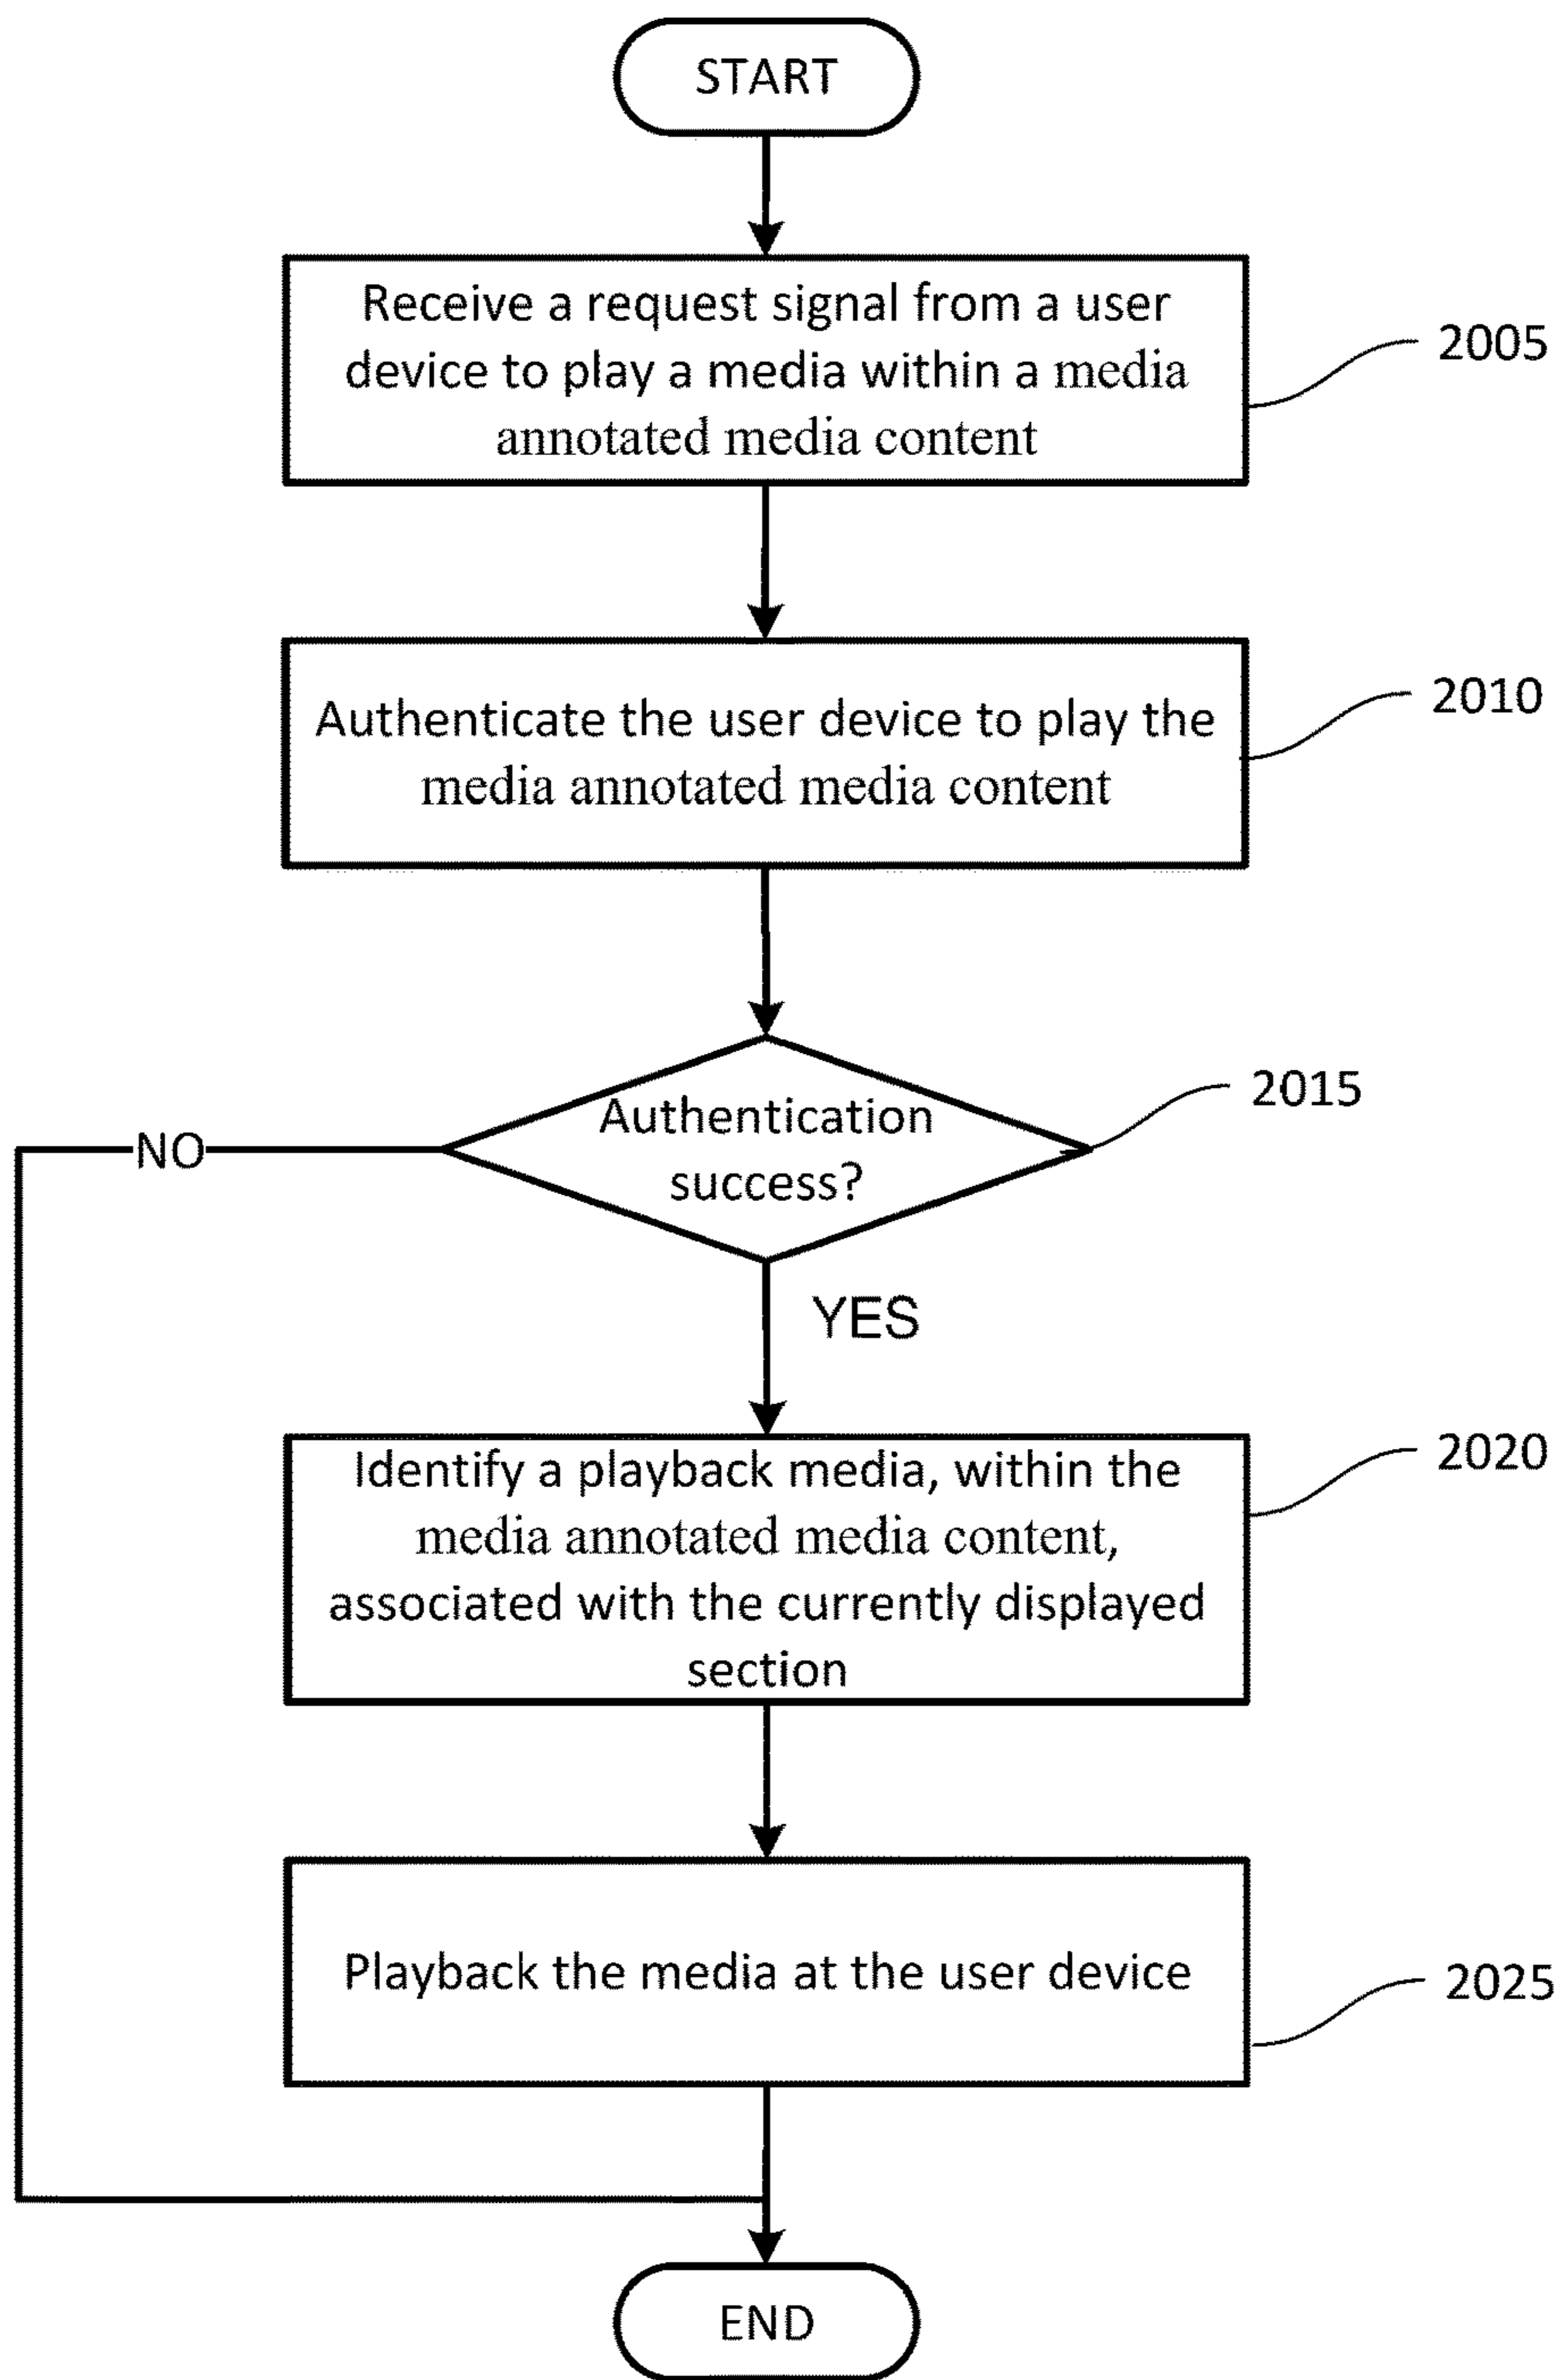 START
Receive a request signal from a user
device to play a media within a media
annotated media content
2005
Authenticate the user device to play the
media annotated media content
2010
Authentication
success?
2015
NO
YES
Identify a playback media, within the
media annotated media content,
associated with the currently displayed
section
2020
Playback the media at the user device
2025
END